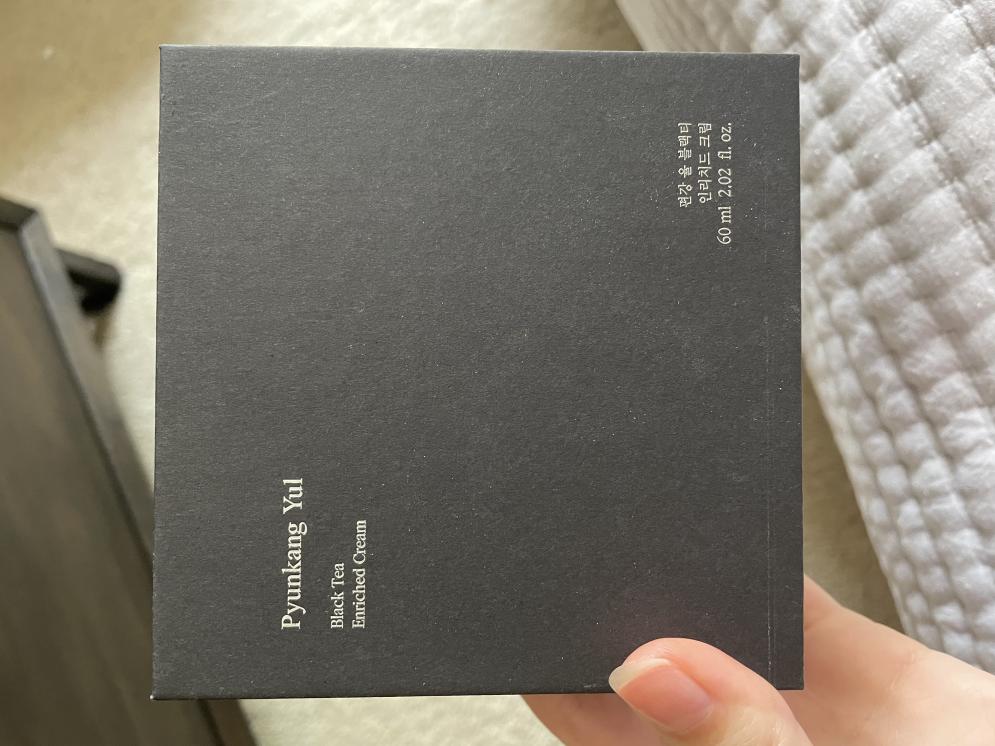 Pyunkang Yul
Black Tea
Enriched Cream
편강 율 블랙티
인리치드 크림
60 ml 2.02 fl. oz.